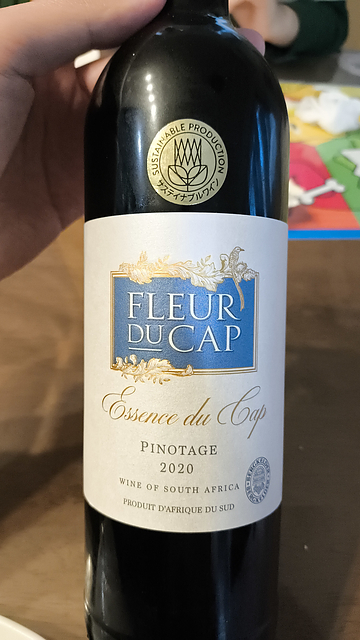 SUSTAINABLE PRODUCTION
サスティナブルワイン
FLEUR
DU CAP
Essence du Cap
PINOTAGE
2020
WINE OF SOUTH AFRICA
PRODUIT D'AFRIQUE DU SUD